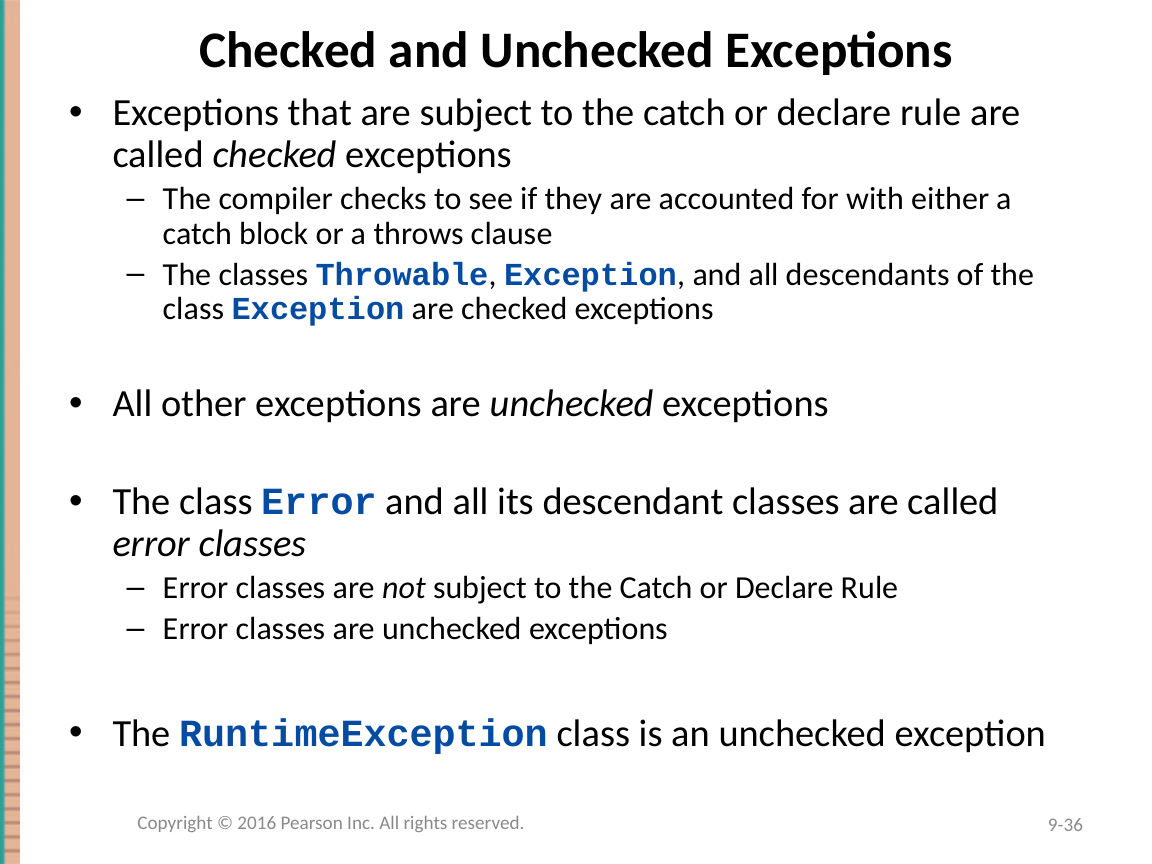 Checked and Unchecked Exceptions
• Exceptions that are subject to the catch or declare rule are
called checked exceptions
– The compiler checks to see if they are accounted for with either a
catch block or a throws clause
– The classes Throwable, Exception, and all descendants of the
class Exception are checked exceptions
• All other exceptions are unchecked exceptions
• The class Error and all its descendant classes are called
error classes
– Error classes are not subject to the Catch or Declare Rule
– Error classes are unchecked exceptions
• The RuntimeException class is an unchecked exception
Copyright © 2016 Pearson Inc. All rights reserved.
9-36